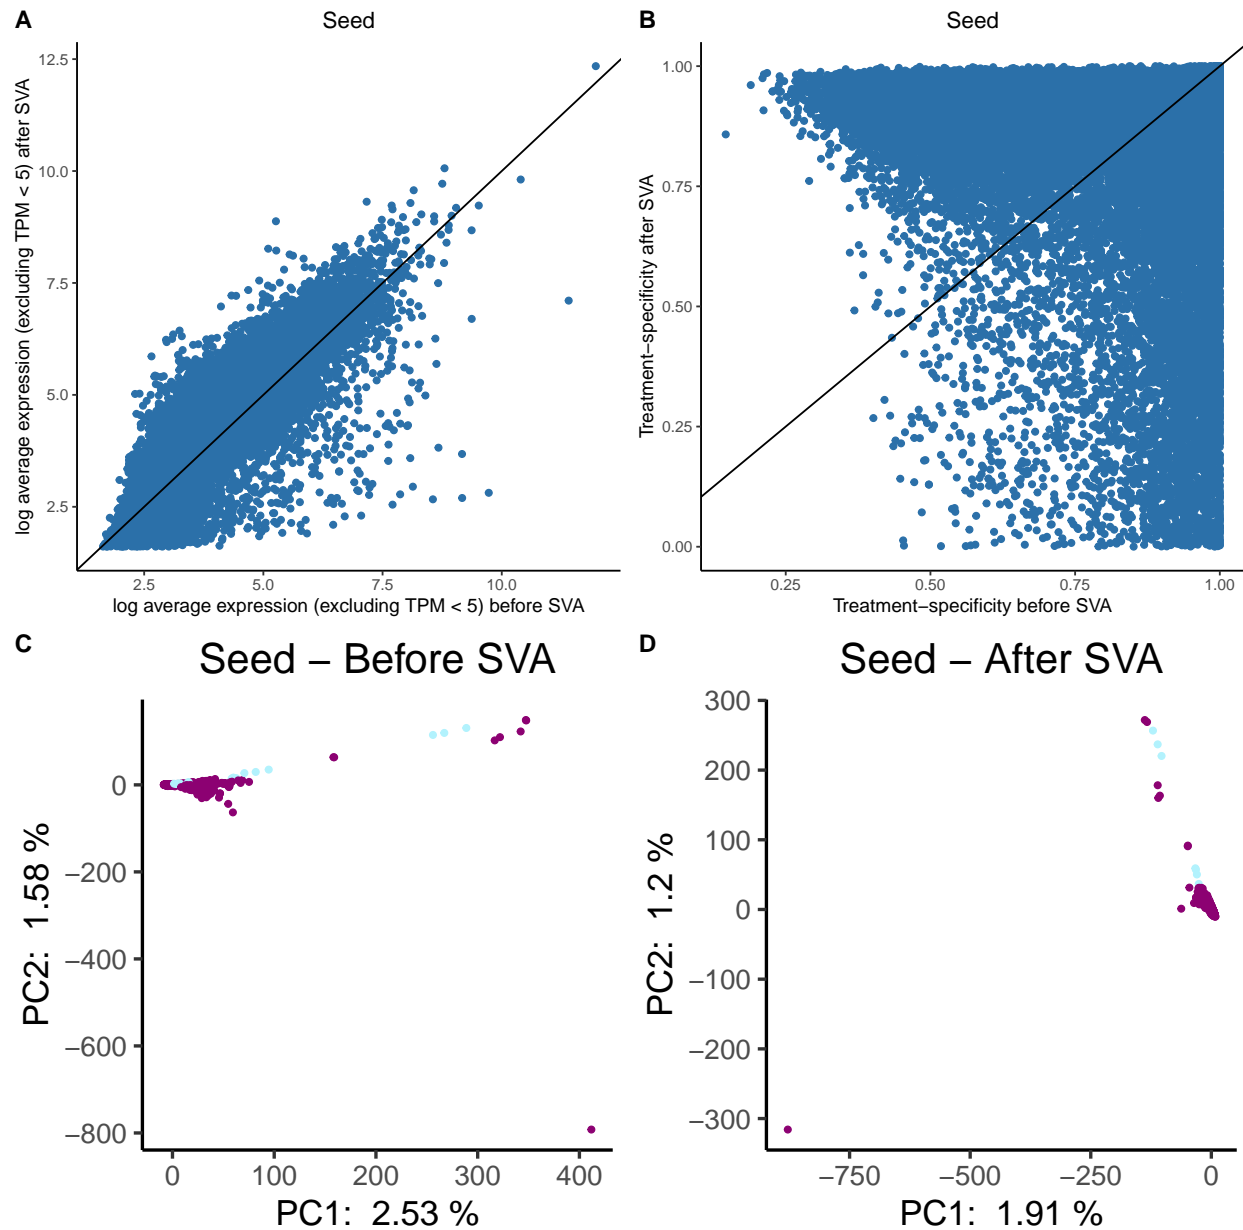 A
Seed
12.5
10.0
7.5
5.0
2.5
log average expression (excluding TPM < 5) after SVA
2.5
5.0
7.5
10.0
log average expression (excluding TPM < 5) before SVA
B
Seed
1.00
0.75
0.50
0.25
0.00
Treatment−specificity after SVA
0.25
0.50
0.75
1.00
Treatment−specificity before SVA
C
Seed − Before SVA
0
−200
−400
−600
−800
PC2: 1.58 %
0
100
200
300
400
PC1: 2.53 %
D
Seed − After SVA
300
200
100
0
−100
−200
−300
PC2: 1.2 %
−750
−500
−250
0
PC1: 1.91 %